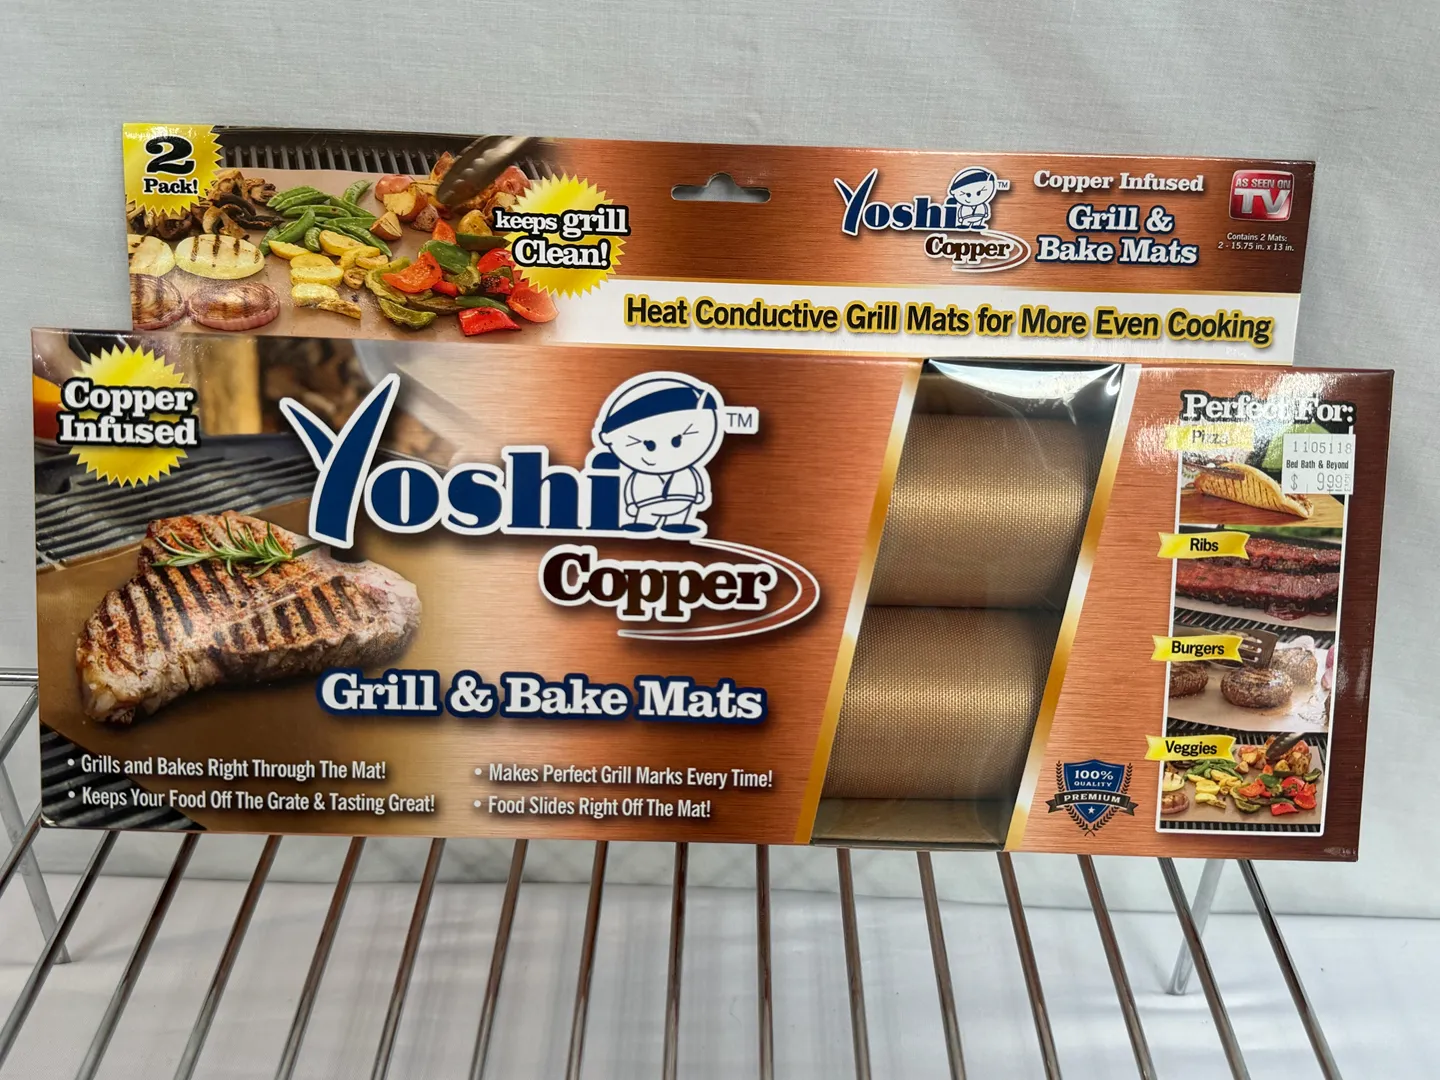 2
Pack!
keeps grill
Clean!
Yoshi
TM
Copper
Copper Infused
Grill &
Bake Mats
AS SEEN ON
TV
Contains 2 Mats:
2 - 15.75 in. x 13 in.
Heat Conductive Grill Mats for More Even Cooking
Copper
Infused
Yoshi
TM
Copper
Grill & Bake Mats
• Grills and Bakes Right Through The Mat!
• Keeps Your Food Off The Grate & Tasting Great!
• Makes Perfect Grill Marks Every Time!
• Food Slides Right Off The Mat!
Perfect For:
Pizza
1105118
Bed Bath & Beyond
$ 9.99
Ribs
Burgers
Veggies
100%
QUALITY
PREMIUM